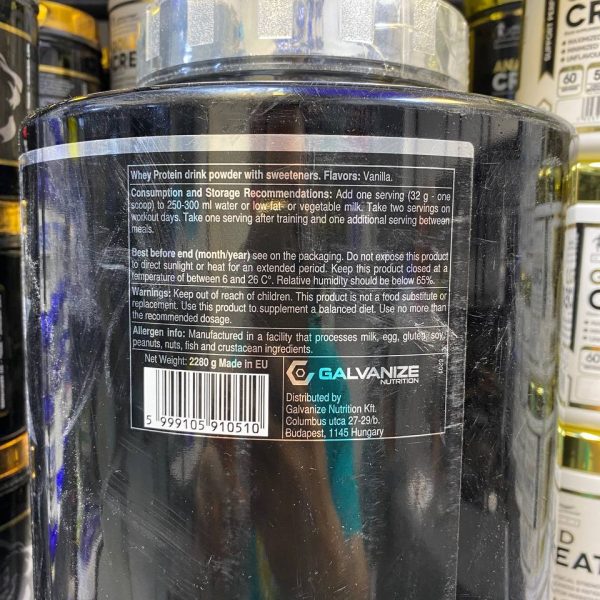 Whey Protein drink powder with sweeteners. Flavors: Vanilla.
Consumption and Storage Recommendations: Add one serving (32 g - one
scoop) to 250-300 ml water or low-fat- or vegetable milk. Take two servings on
workout days. Take one serving after training and one additional serving between
meals.
Best before end (month/year) see on the packaging. Do not expose this product
to direct sunlight or heat for an extended period. Keep this product closed at a
temperature of between 6 and 26 C°. Relative humidity should be below 65%.
Warnings: Keep out of reach of children. This product is not a food substitute or
replacement. Use this product to supplement a balanced diet. Use no more than
the recommended dosage.
Allergen info: Manufactured in a facility that processes milk, egg, gluten, soy,
peanuts, nuts, fish and crustacean ingredients.
Net Weight: 2280 g Made in EU
GALVANIZE
NUTRITION
5 999105 910510
Distributed by
Galvanize Nutrition Kft.
Columbus utca 27-29/b.
Budapest, 1145 Hungary
CRE
CR
SUPPORT
60
60
D
EAT